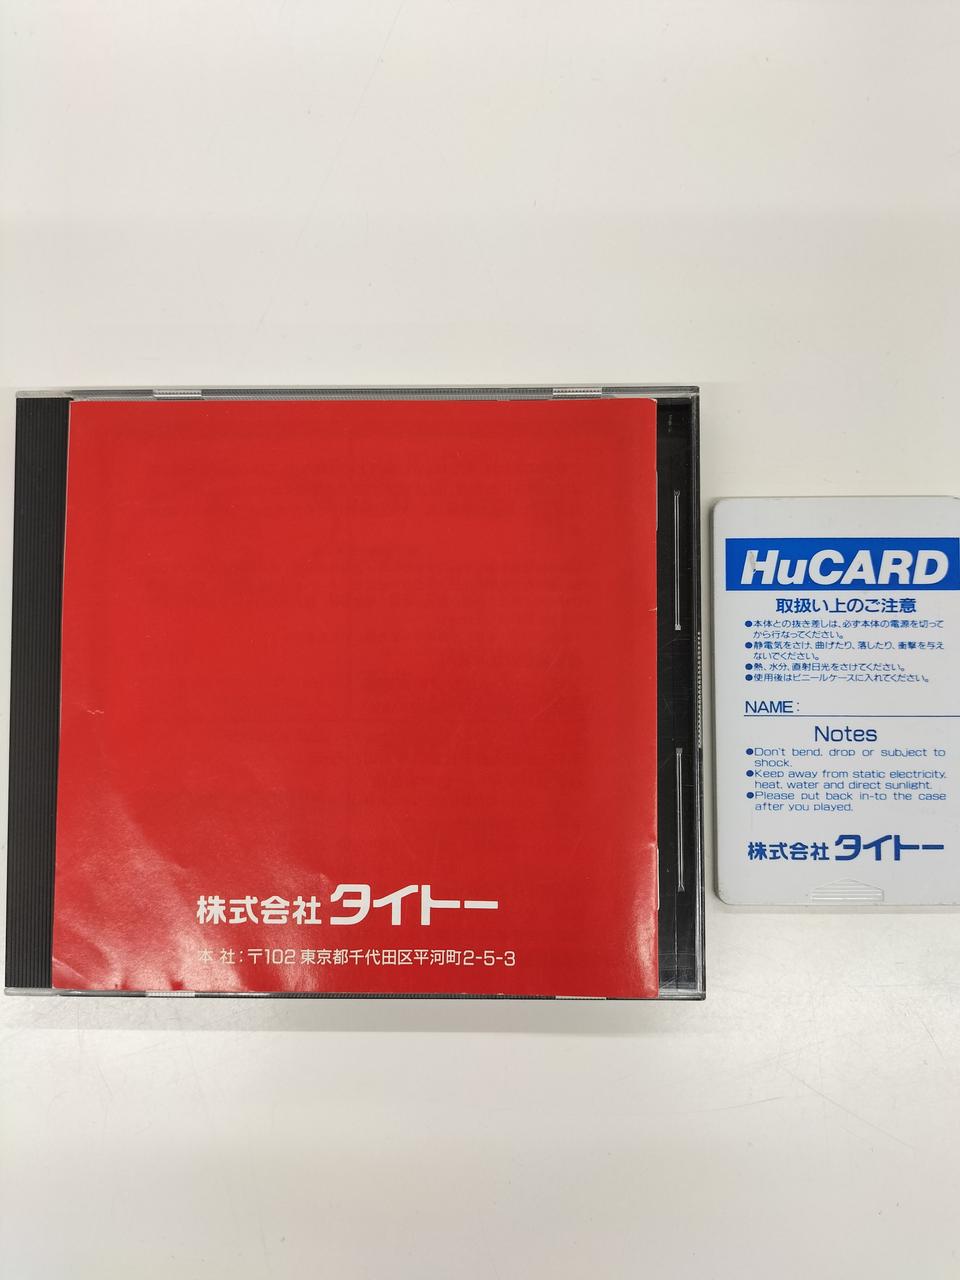 株式会社 タイトー
本 社:〒102 東京都千代田区平河町2-5-3
HuCARD
取扱い上のご注意
●本体との抜き差しは、必ず本体の電源を切って
から行なってください。
●静電気をさけ、曲げたり、落したり、衝撃を与え
ないでください。
●熱、水分、直射日光をさけてください。
●使用後はビニールケースに入れてください。
NAME:
Notes
●Don't bend, drop or subject to
shock.
●Keep away from static electricity,
heat, water and direct sunlight.
●Please put back in-to the case
after you played.
株式会社 タイトー